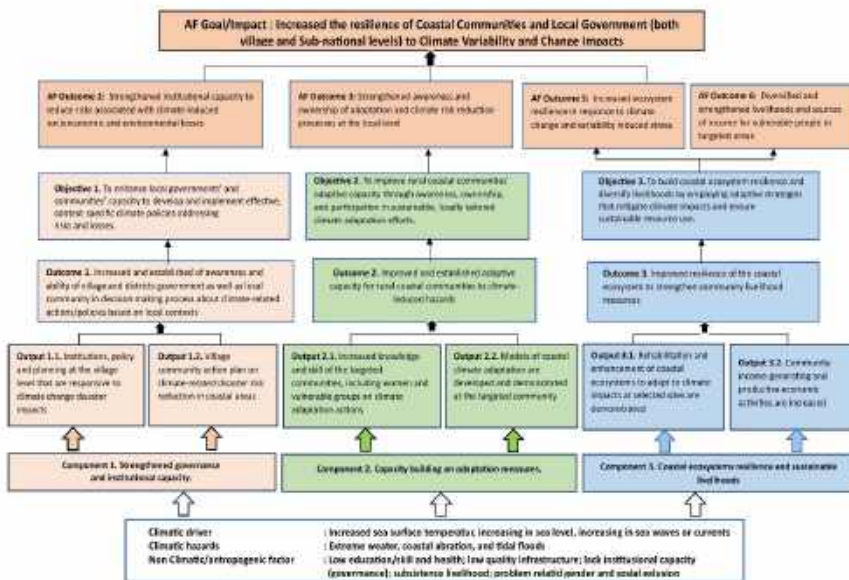 AF Goal/Impact : Increased the resilience of Coastal Communities and Local Government (both
village and Sub-national levels) to Climate Variability and Change Impacts
AF Outcome 2: Strengthened institutional capacity to
reduce risks associated with climate-induced
socioeconomic and environmental losses
AF Outcome 3: Strengthened awareness and
ownership of adaptation and climate risk reduction
processes at the local level
AF Outcome 5: Increased ecosystem
resilience in response to climate
change and variability induced stress
AF Outcome 6: Diversified and
strengthened livelihoods and sources
of income for vulnerable people in
targeted areas
Objective 1. To enhance local governments' and
communities' capacity to develop and implement effective,
context-specific climate policies addressing
risks and losses.
Objective 2. To improve rural coastal communities'
adaptive capacity through awareness, ownership,
and participation in sustainable, locally tailored
climate adaptation efforts.
Objective 3. To build coastal ecosystem resilience and
diversify livelihoods by employing adaptive strategies
that mitigate climate impacts and ensure
sustainable resource use.
Outcome 1. Increased and established of awareness and
ability of village and districts government as well as local
community in decision making process about climate-related
actions/policies based on local contexts
Outcome 2. Improved and established adaptive
capacity for rural coastal communities to climate-
induced hazards
Outcome 3. Improved resilience of the coastal
ecosystem to strengthen community livelihood
resources
Output 1.1. Institutions, policy
and planning at the village
level that are responsive to
climate change disaster
impacts
Output 1.2. Village
community action plan on
climate-related disaster risk
reduction in coastal areas
Output 2.1. Increased knowledge
and skill of the targeted
communities, including women and
vulnerable groups on climate
adaptation actions
Output 2.2. Models of coastal
climate adaptation are
developed and demonstrated
at the targeted community
Output 3.1. Rehabilitation and
enhancement of coastal
ecosystems to adapt to climate
impacts at selected sites are
demonstrated
Output 3.2. Community
income-generating and
productive economic
activities are increased
Component 1. Strengthened governance
and institutional capacity.
Component 2. Capacity building on adaptation measures.
Component 3. Coastal ecosystems resilience and sustainable
livelihoods
Climatic driver : Increased sea surface temperatur, increasing in sea level, increasing in sea waves or currents
Climatic hazards : Extreme weater, coastal abration, and tidal floods
Non Climatic/antropogenic factor : Low education/skill and health; low quality infrastructure; lack institutional capacity
(governance); subsistence livelihood; problem relatid gender and social exlusion